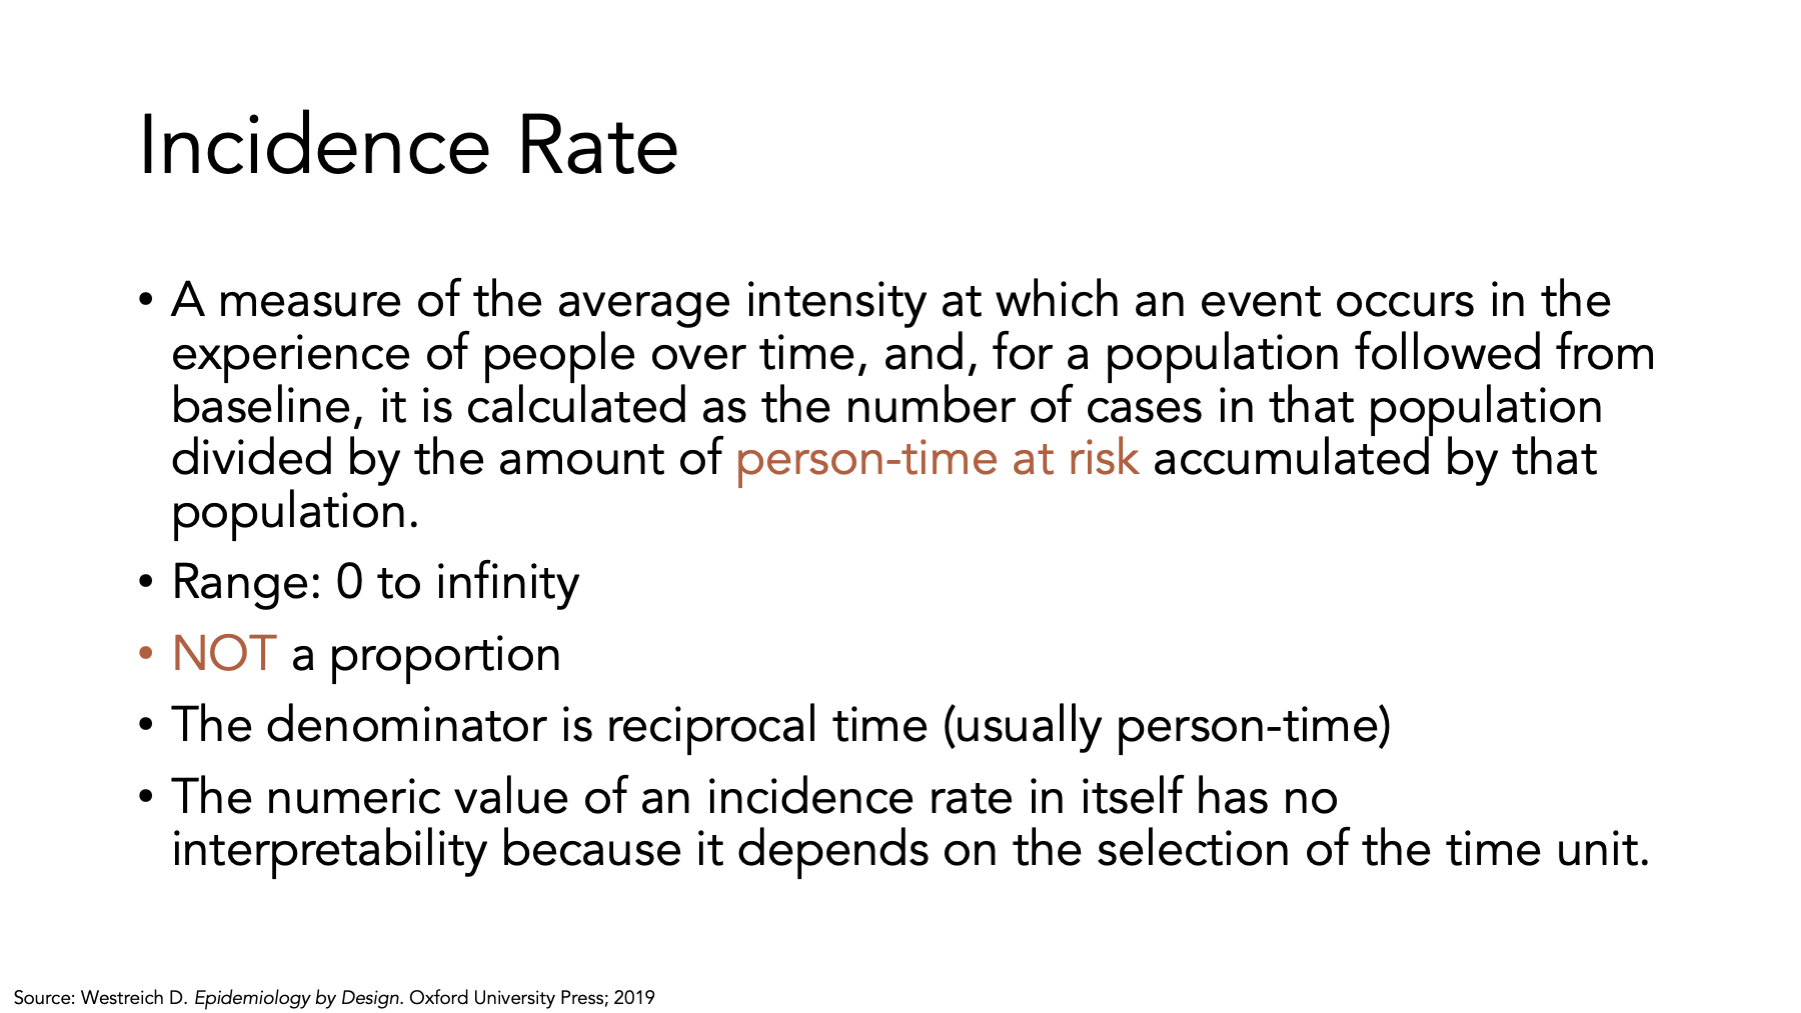 Incidence Rate
• A measure of the average intensity at which an event occurs in the
experience of people over time, and, for a population followed from
baseline, it is calculated as the number of cases in that population
divided by the amount of person-time at risk accumulated by that
population.
• Range: 0 to infinity
• NOT a proportion
• The denominator is reciprocal time (usually person-time)
• The numeric value of an incidence rate in itself has no
interpretability because it depends on the selection of the time unit.
Source: Westreich D. Epidemiology by Design. Oxford University Press; 2019